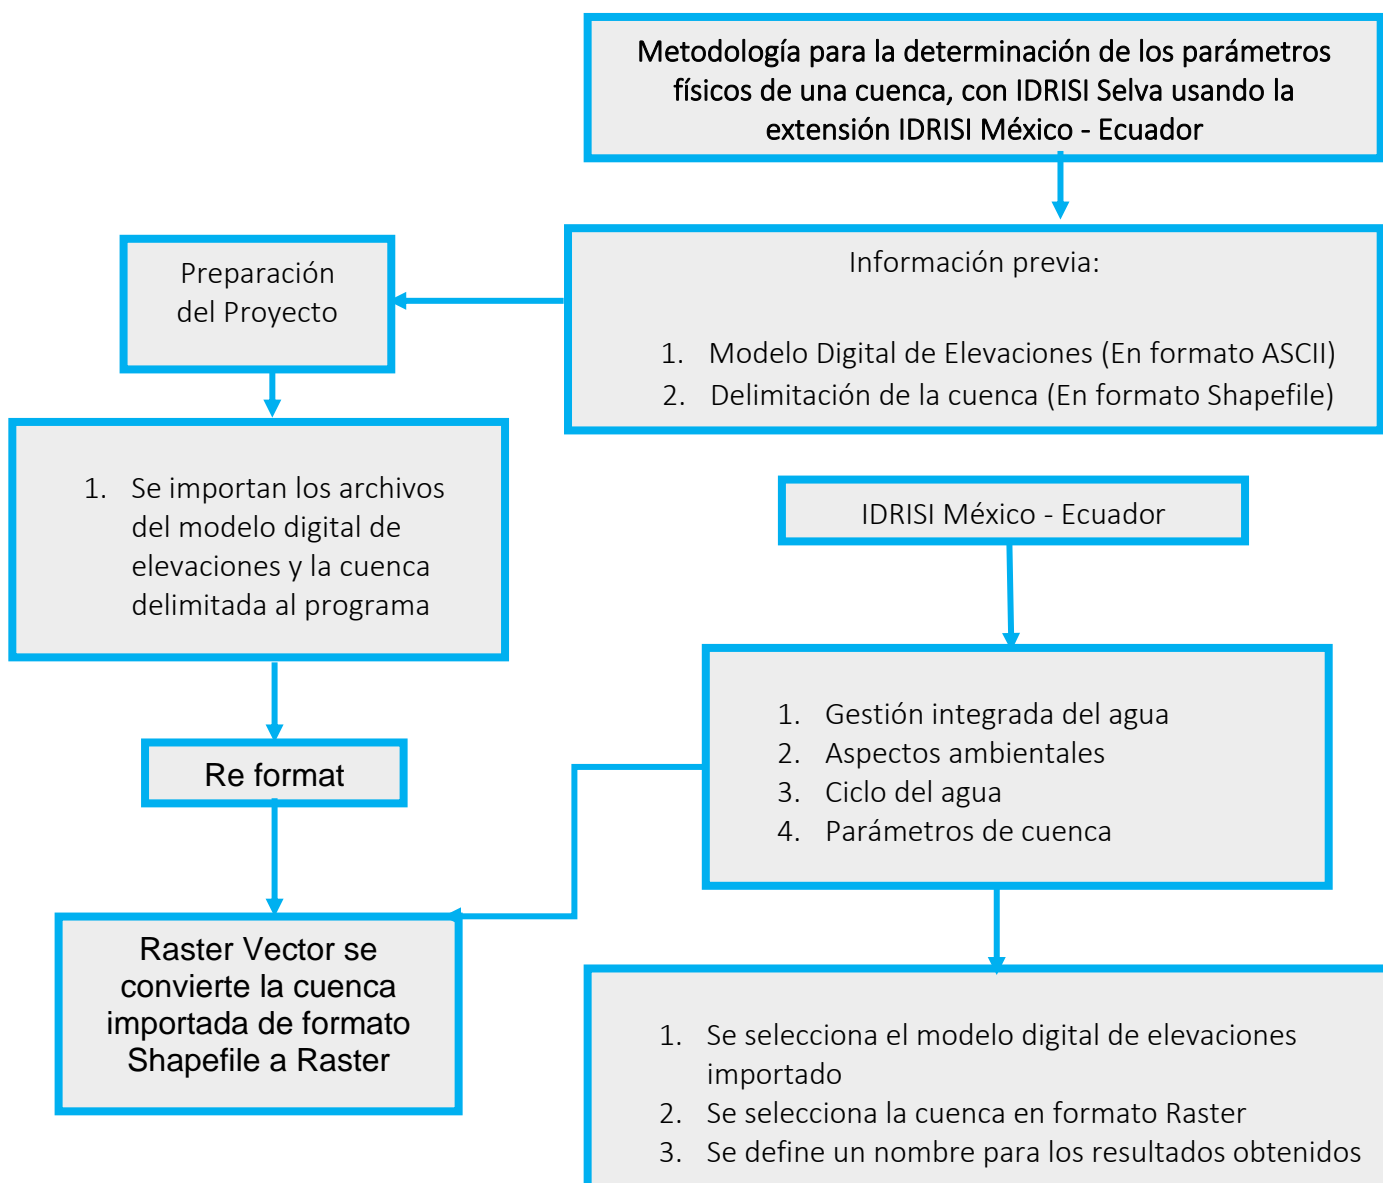 Metodología para la determinación de los parámetros
físicos de una cuenca, con IDRISI Selva usando la
extensión IDRISI México - Ecuador
Información previa:
1. Modelo Digital de Elevaciones (En formato ASCII)
2. Delimitación de la cuenca (En formato Shapefile)
Preparación
del Proyecto
1. Se importan los archivos
del modelo digital de
elevaciones y la cuenca
delimitada al programa
Re format
Raster Vector se
convierte la cuenca
importada de formato
Shapefile a Raster
IDRISI México - Ecuador
1. Gestión integrada del agua
2. Aspectos ambientales
3. Ciclo del agua
4. Parámetros de cuenca
1. Se selecciona el modelo digital de elevaciones
importado
2. Se selecciona la cuenca en formato Raster
3. Se define un nombre para los resultados obtenidos